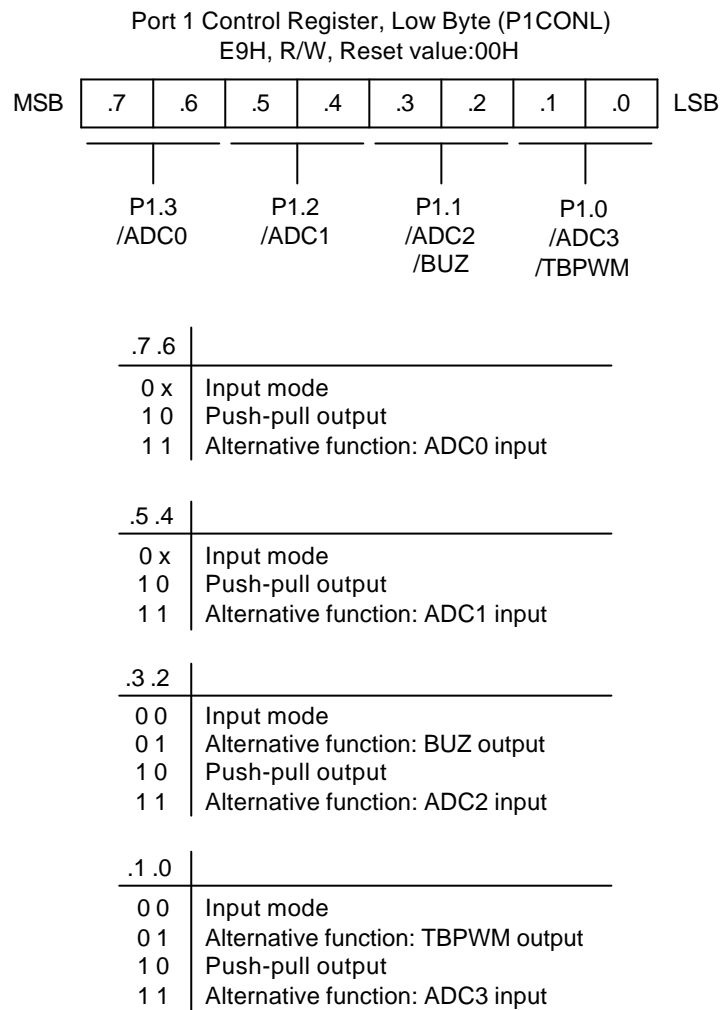 Port 1 Control Register, Low Byte (P1CONL)
E9H, R/W, Reset value:00H
MSB .7 .6 .5 .4 .3 .2 .1 .0 LSB
P1.3 P1.2 P1.1 P1.0
/ADC0 /ADC1 /ADC2 /ADC3
/BUZ /TBPWM
.7 .6
0 x Input mode
1 0 Push-pull output
1 1 Alternative function: ADC0 input
.5 .4
0 x Input mode
1 0 Push-pull output
1 1 Alternative function: ADC1 input
.3 .2
0 0 Input mode
0 1 Alternative function: BUZ output
1 0 Push-pull output
1 1 Alternative function: ADC2 input
.1 .0
0 0 Input mode
0 1 Alternative function: TBPWM output
1 0 Push-pull output
1 1 Alternative function: ADC3 input